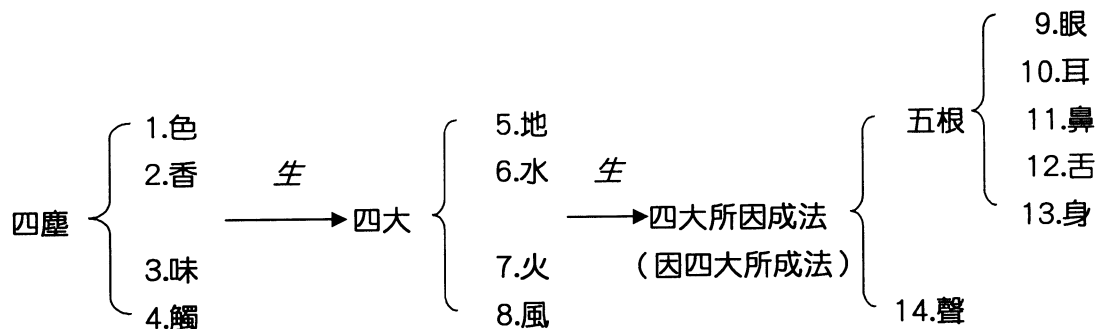 四塵
1.色
2.香
3.味
4.觸
生
四大
5.地
6.水
7.火
8.風
生
四大所因成法
（因四大所成法）
五根
9.眼
10.耳
11.鼻
12.舌
13.身
14.聲